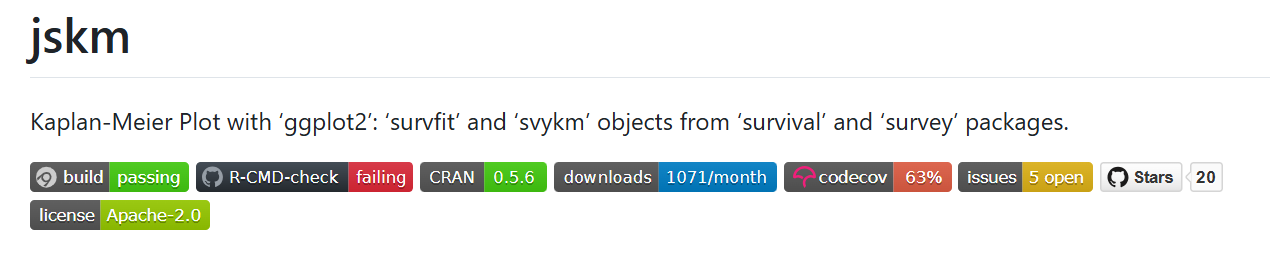 jskm
Kaplan-Meier Plot with ‘ggplot2’: ‘survfit’ and ‘svykm’ objects from ‘survival’ and ‘survey’ packages.
build passing R-CMD-check failing CRAN 0.5.6 downloads 1071/month codecov 63% issues 5 open Stars 20
license Apache-2.0